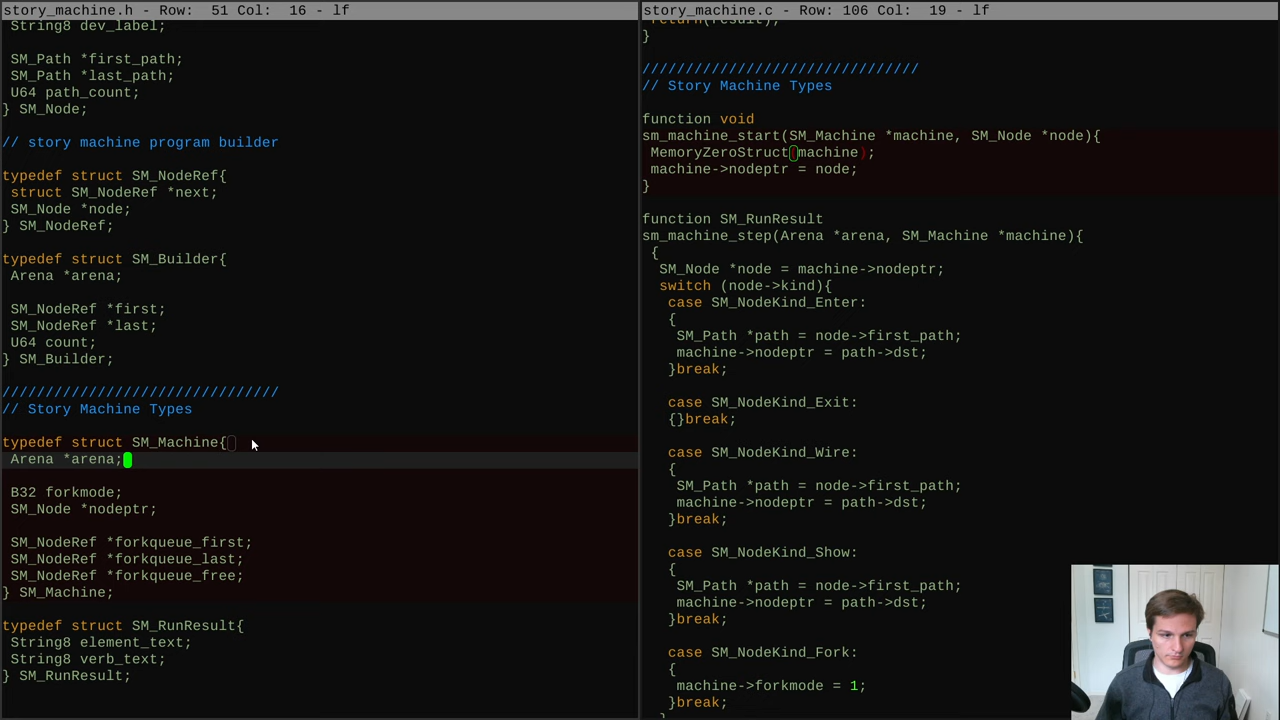 story_machine.h - Row:  51 Col:  16 - lf
 String8 dev_label;

 SM_Path *first_path;
 SM_Path *last_path;
 U64 path_count;
} SM_Node;

// story machine program builder

typedef struct SM_NodeRef{
 struct SM_NodeRef *next;
 SM_Node *node;
} SM_NodeRef;

typedef struct SM_Builder{
 Arena *arena;

 SM_NodeRef *first;
 SM_NodeRef *last;
 U64 count;
} SM_Builder;

////////////////////////////////
// Story Machine Types

typedef struct SM_Machine{
 Arena *arena;

 B32 forkmode;
 SM_Node *nodeptr;

 SM_NodeRef *forkqueue_first;
 SM_NodeRef *forkqueue_last;
 SM_NodeRef *forkqueue_free;
} SM_Machine;

typedef struct SM_RunResult{
 String8 element_text;
 String8 verb_text;
} SM_RunResult;

story_machine.c - Row: 106 Col:  19 - lf
 return(result);
}

////////////////////////////////
// Story Machine Types

function void
sm_machine_start(SM_Machine *machine, SM_Node *node){
 MemoryZeroStruct(machine);
 machine->nodeptr = node;
}

function SM_RunResult
sm_machine_step(Arena *arena, SM_Machine *machine){
 {
  SM_Node *node = machine->nodeptr;
  switch (node->kind){
   case SM_NodeKind_Enter:
   {
    SM_Path *path = node->first_path;
    machine->nodeptr = path->dst;
   }break;

   case SM_NodeKind_Exit:
   {}break;

   case SM_NodeKind_Wire:
   {
    SM_Path *path = node->first_path;
    machine->nodeptr = path->dst;
   }break;

   case SM_NodeKind_Show:
   {
    SM_Path *path = node->first_path;
    machine->nodeptr = path->dst;
   }break;

   case SM_NodeKind_Fork:
   {
    machine->forkmode = 1;
   }break;